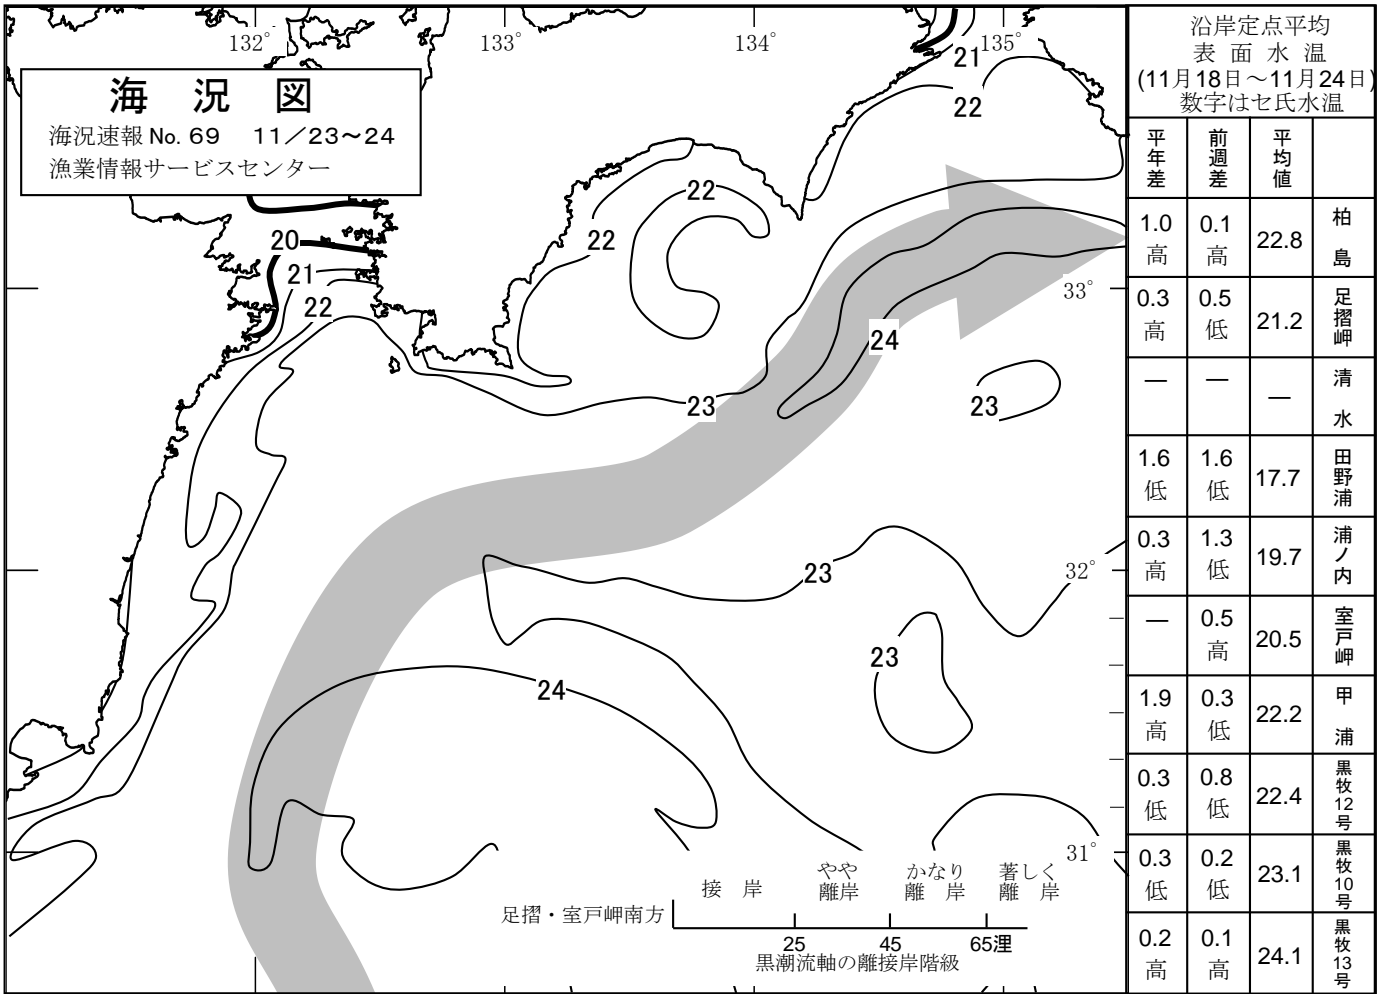 132°
133°
134°
135°
海況図
海況速報 No. 69 11／23～24
漁業情報サービスセンター
21
22
22
22
20
21
22
33°
24
23
23
23
32°
23
24
31°
接岸
やや離岸
かなり離岸
著しく離岸
足摺・室戸岬南方
25 45 65浬
黒潮流軸の離接岸階級
沿岸定点平均
表面水温
(11月18日～11月24日)
数字はセ氏水温
平年差 前週差 平均値
1.0高 0.1高 22.8 柏島
0.3高 0.5低 21.2 足摺岬
— — — 清水
1.6低 1.6低 17.7 田野浦
0.3高 1.3低 19.7 浦ノ内
— 0.5高 20.5 室戸岬
1.9高 0.3低 22.2 甲浦
0.3低 0.8低 22.4 黒牧12号
0.3低 0.2低 23.1 黒牧10号
0.2高 0.1高 24.1 黒牧13号